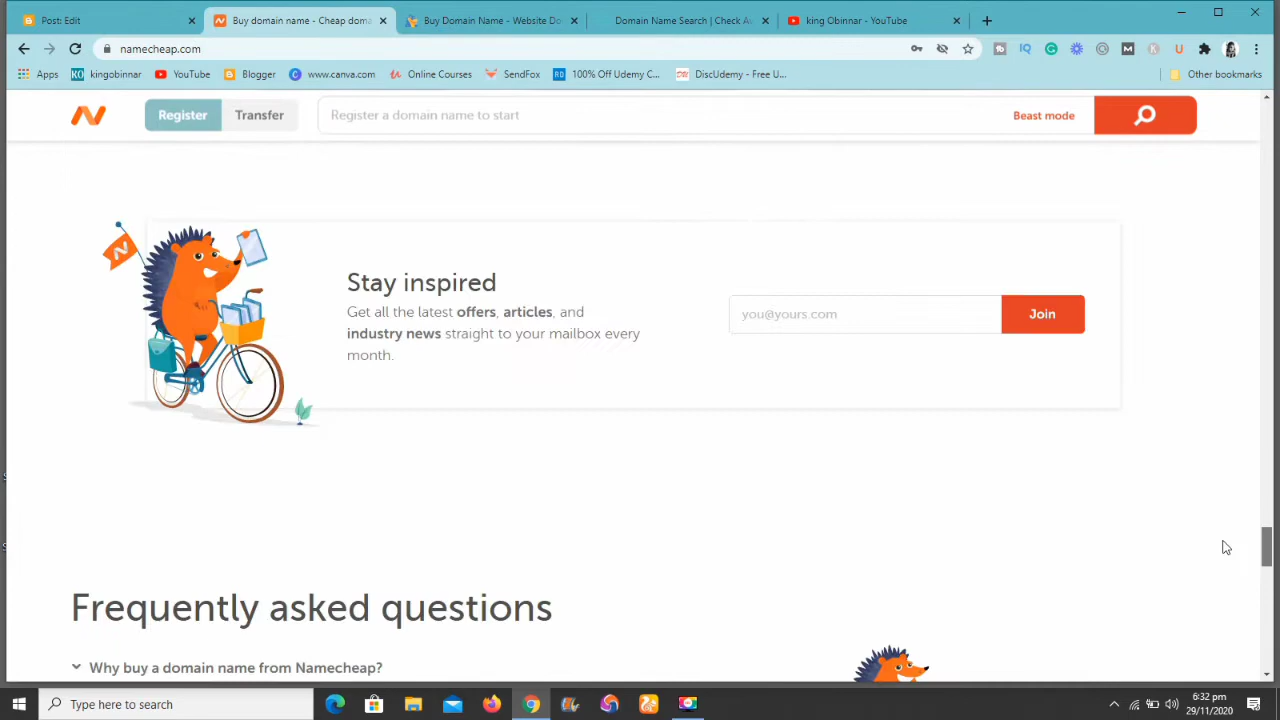 Post: Edit
Buy domain name - Cheap doma
Buy Domain Name - Website Do
Domain Name Search | Check Av
king Obinnar - YouTube
namecheap.com
Apps
kingobinnar
YouTube
Blogger
www.canva.com
Online Courses
SendFox
100% Off Udemy C...
DiscUdemy - Free U...
Other bookmarks
Register
Transfer
Register a domain name to start
Beast mode
Stay inspired
Get all the latest offers, articles, and
industry news straight to your mailbox every
month.
you@yours.com
Join
Frequently asked questions
Why buy a domain name from Namecheap?
Type here to search
6:32 pm
29/11/2020